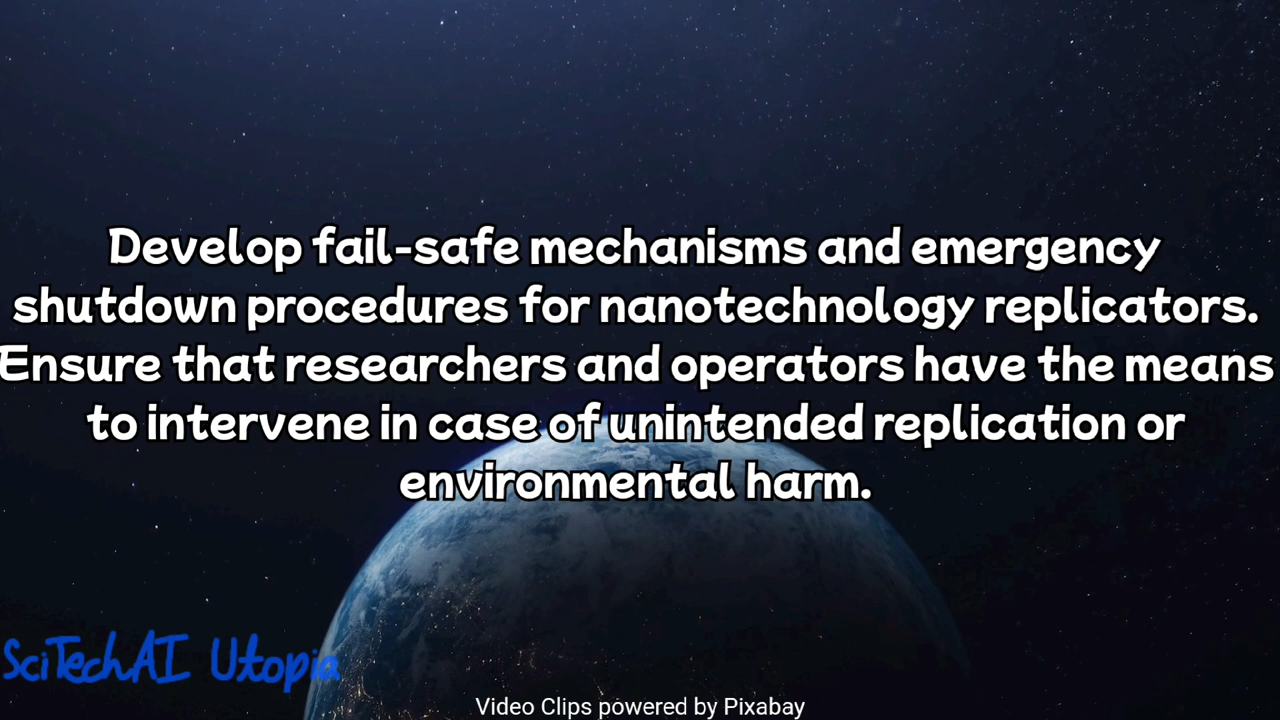 Develop fail-safe mechanisms and emergency
shutdown procedures for nanotechnology replicators.
Ensure that researchers and operators have the means
to intervene in case of unintended replication or
environmental harm.
SciTechAI Utopia
Video Clips powered by Pixabay